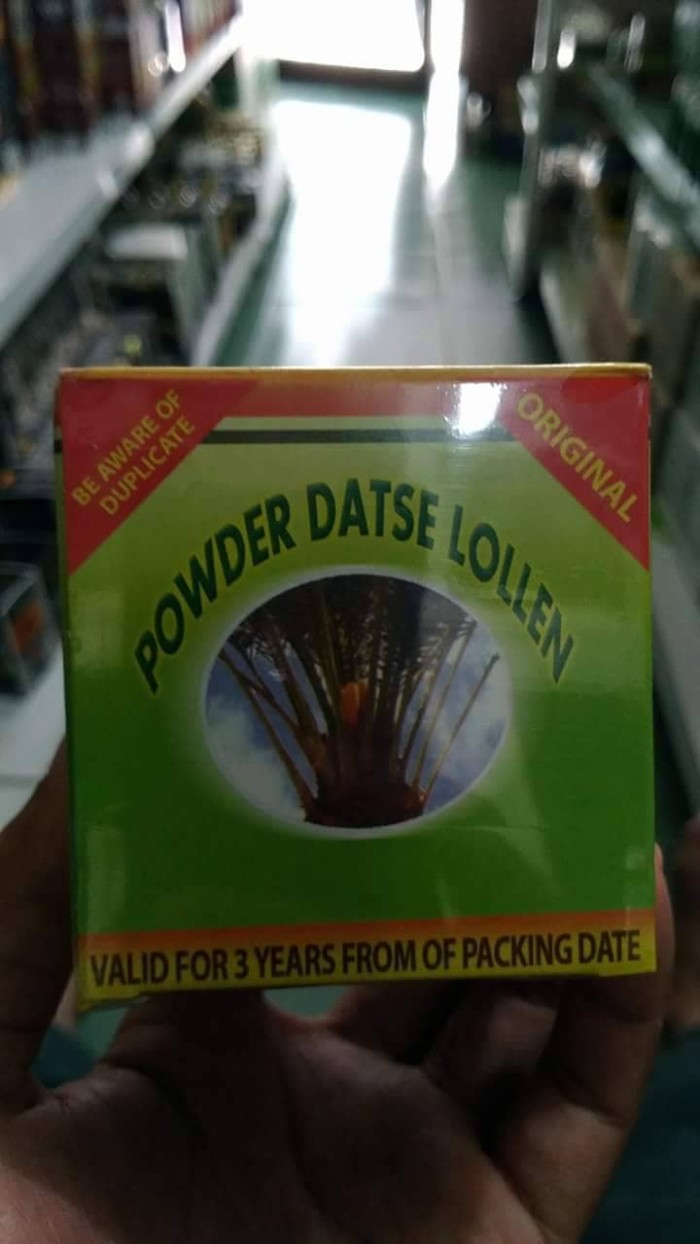 BE AWARE OF
DUPLICATE
ORIGINAL
POWDER DATSE LOLLEN
VALID FOR 3 YEARS FROM OF PACKING DATE